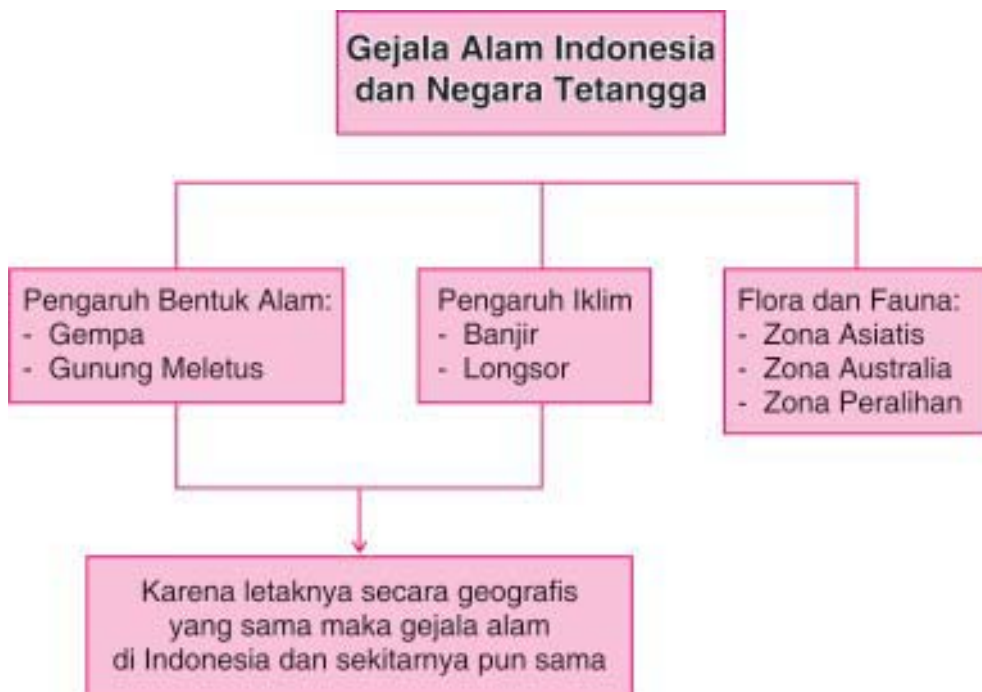 Gejala Alam Indonesia
dan Negara Tetangga
Pengaruh Bentuk Alam:
- Gempa
- Gunung Meletus
Pengaruh Iklim
- Banjir
- Longsor
Flora dan Fauna:
- Zona Asiatis
- Zona Australia
- Zona Peralihan
Karena letaknya secara geografis
yang sama maka gejala alam
di Indonesia dan sekitarnya pun sama